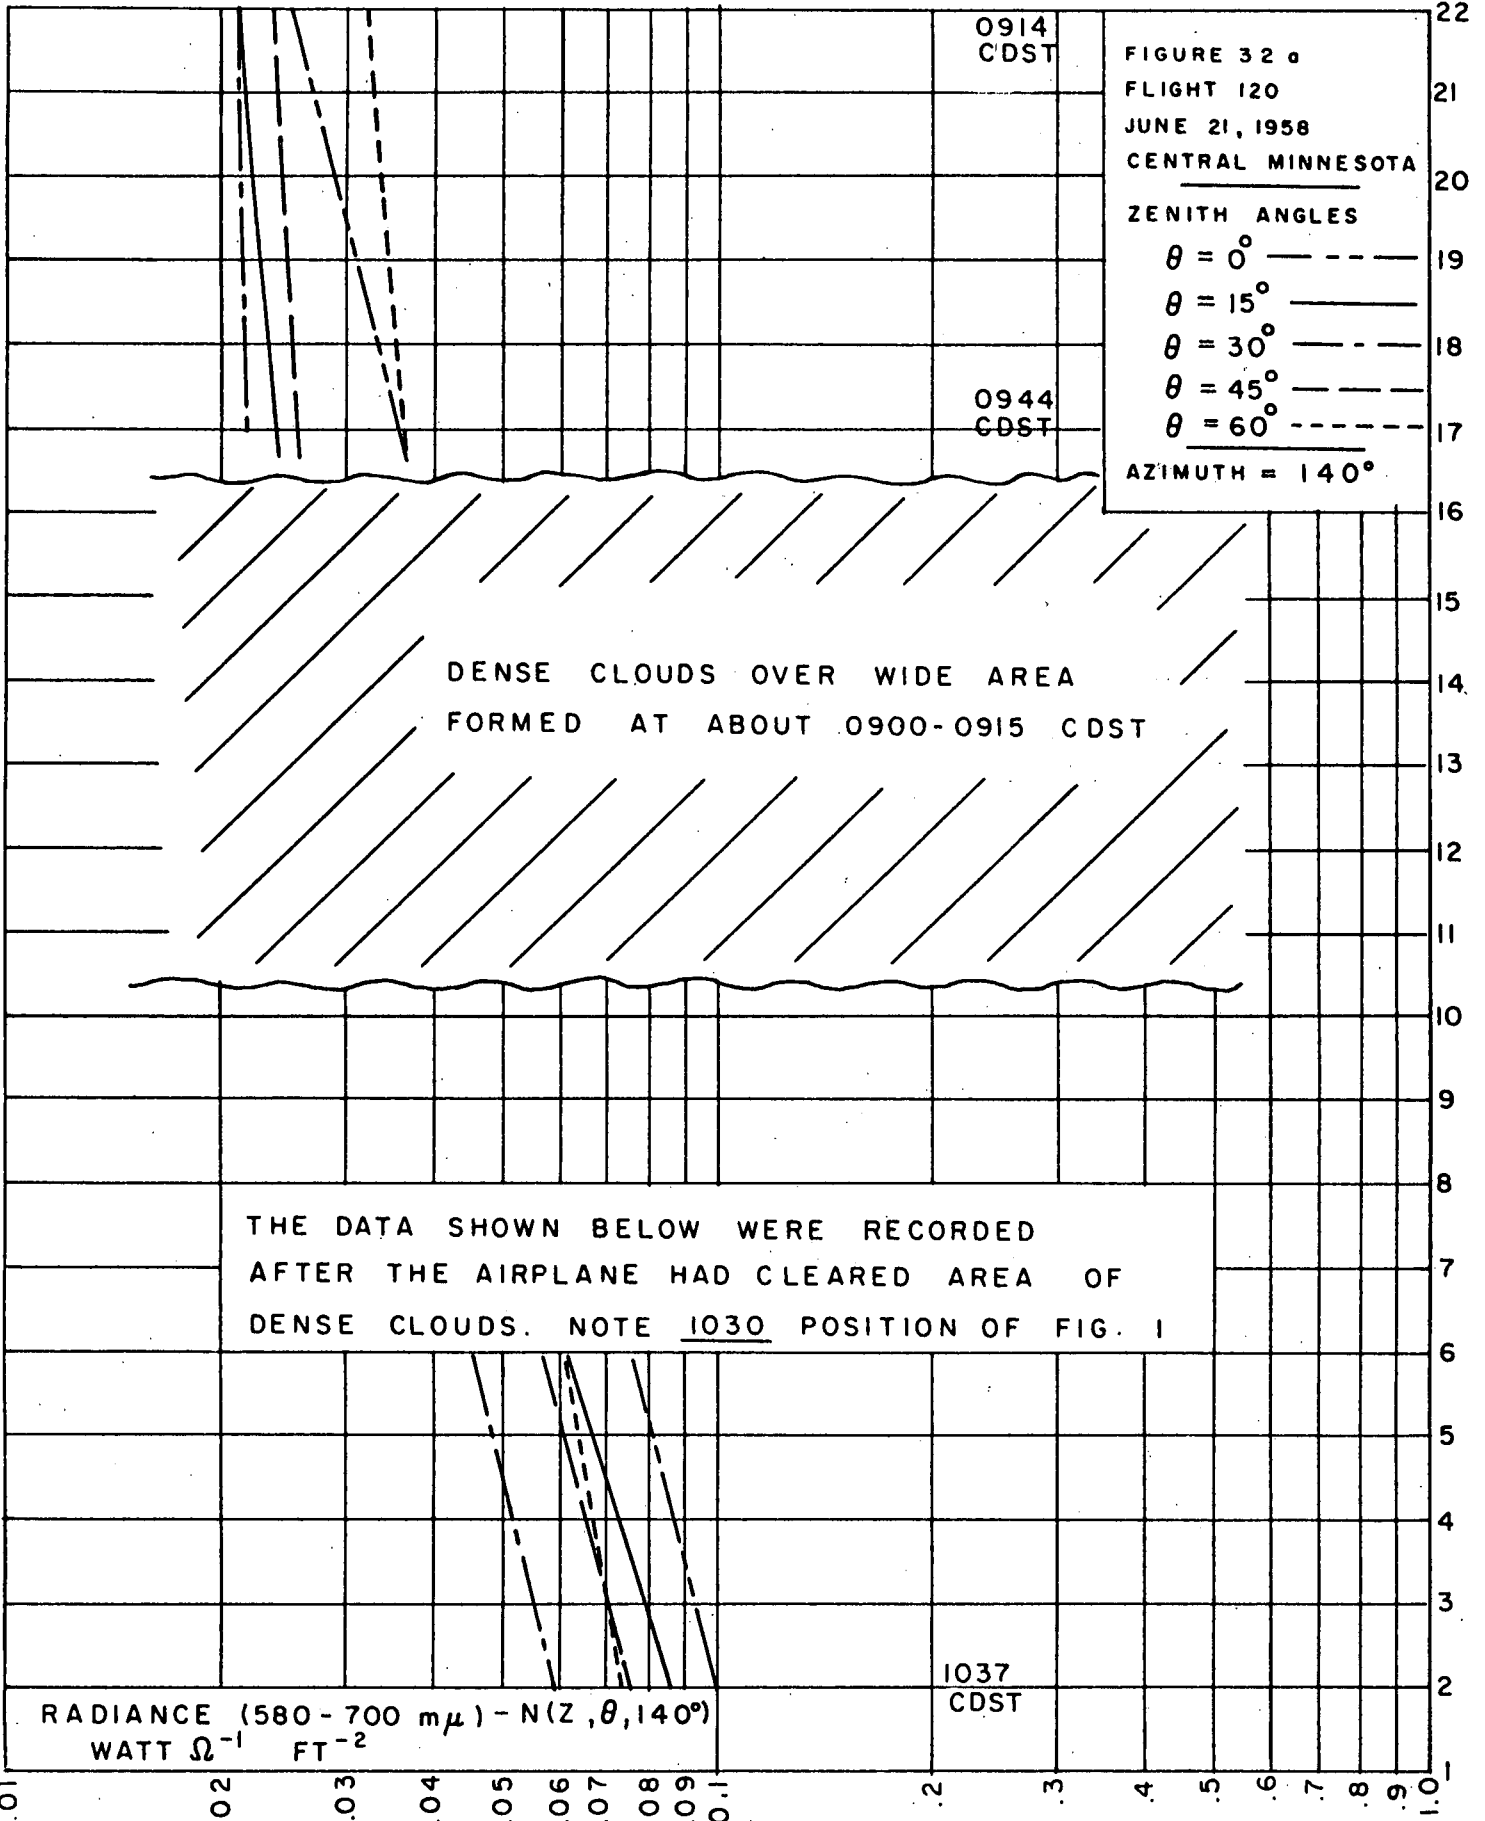 0914
CDST
FIGURE 32 a
FLIGHT 120
JUNE 21, 1958
CENTRAL MINNESOTA
ZENITH ANGLES
θ = 0°
θ = 15°
θ = 30°
θ = 45°
θ = 60°
AZIMUTH = 140°
0944
CDST
22
21
20
19
18
17
16
15
14
13
12
11
10
9
8
7
6
5
4
3
2
1
DENSE CLOUDS OVER WIDE AREA
FORMED AT ABOUT 0900-0915 CDST
THE DATA SHOWN BELOW WERE RECORDED
AFTER THE AIRPLANE HAD CLEARED AREA OF
DENSE CLOUDS. NOTE 1030 POSITION OF FIG. 1
1037
CDST
RADIANCE (580-700 mμ) - N(Z, θ, 140°)
WATT Ω⁻¹ FT⁻²
.01
.02
.03
.04
.05
.06
.07
.08
.09
0.1
.2
.3
.4
.5
.6
.7
.8
.9
1.0